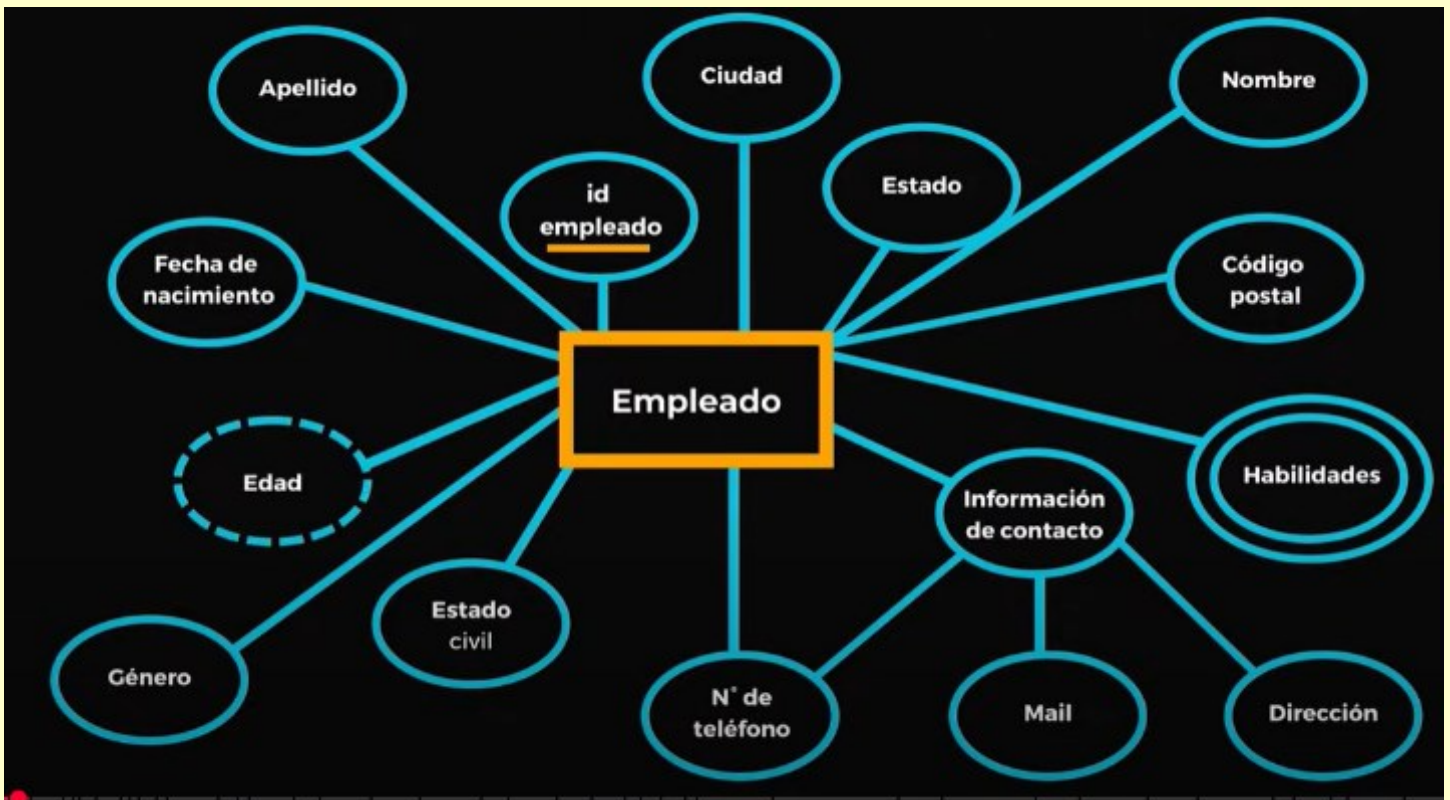 Apellido
Ciudad
Nombre
id
empleado
Estado
Fecha de
nacimiento
Código
postal
Empleado
Edad
Habilidades
Información
de contacto
Estado
civil
Género
N° de
teléfono
Mail
Dirección